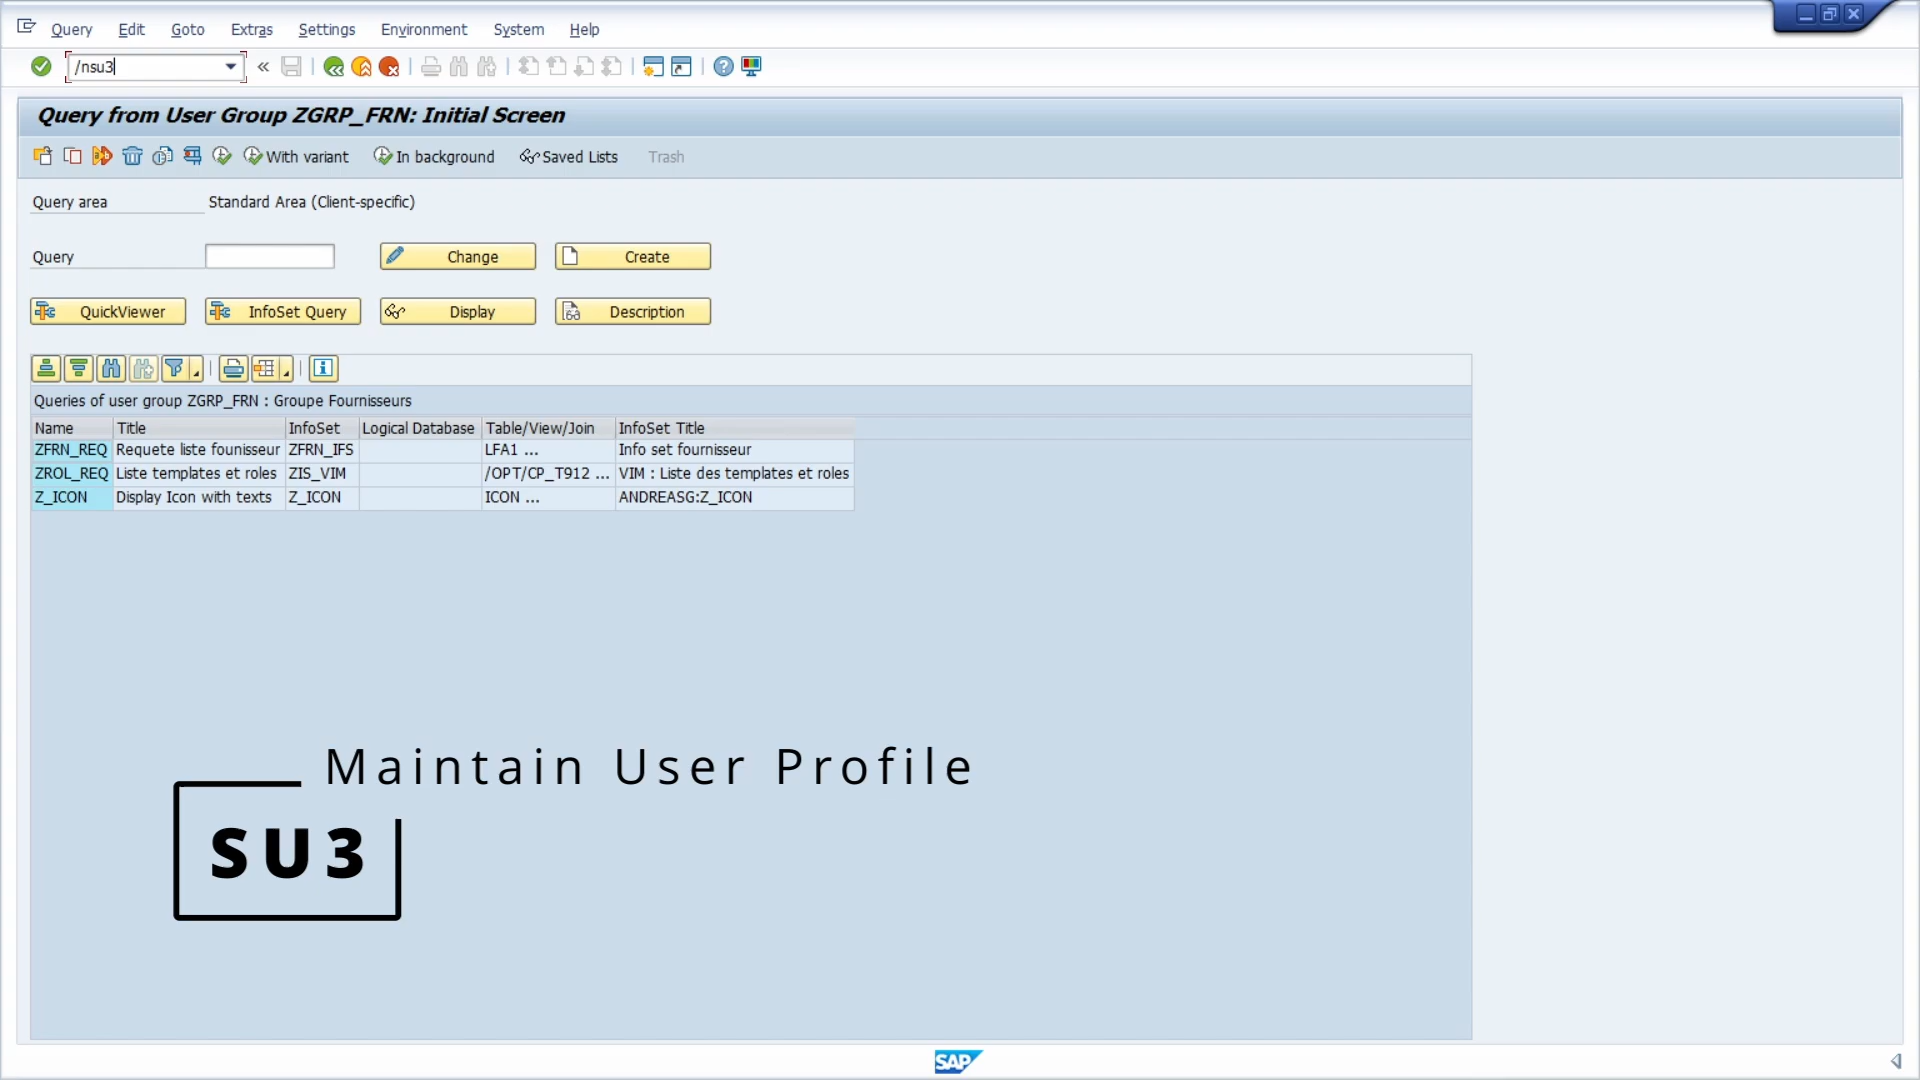 Query Edit Goto Extras Settings Environment System Help
/nsu3
Query from User Group ZGRP_FRN: Initial Screen
With variant In background Saved Lists Trash
Query area Standard Area (Client-specific)
Query Change Create
QuickViewer InfoSet Query Display Description
Queries of user group ZGRP_FRN : Groupe Fournisseurs
Name Title InfoSet Logical Database Table/View/Join InfoSet Title
ZFRN_REQ Requete liste founisseur ZFRN_IFS LFA1 ... Info set fournisseur
ZROL_REQ Liste templates et roles ZIS_VIM /OPT/CP_T912 ... VIM : Liste des templates et roles
Z_ICON Display Icon with texts Z_ICON ICON ... ANDREASG:Z_ICON
Maintain User Profile
SU3
SAP